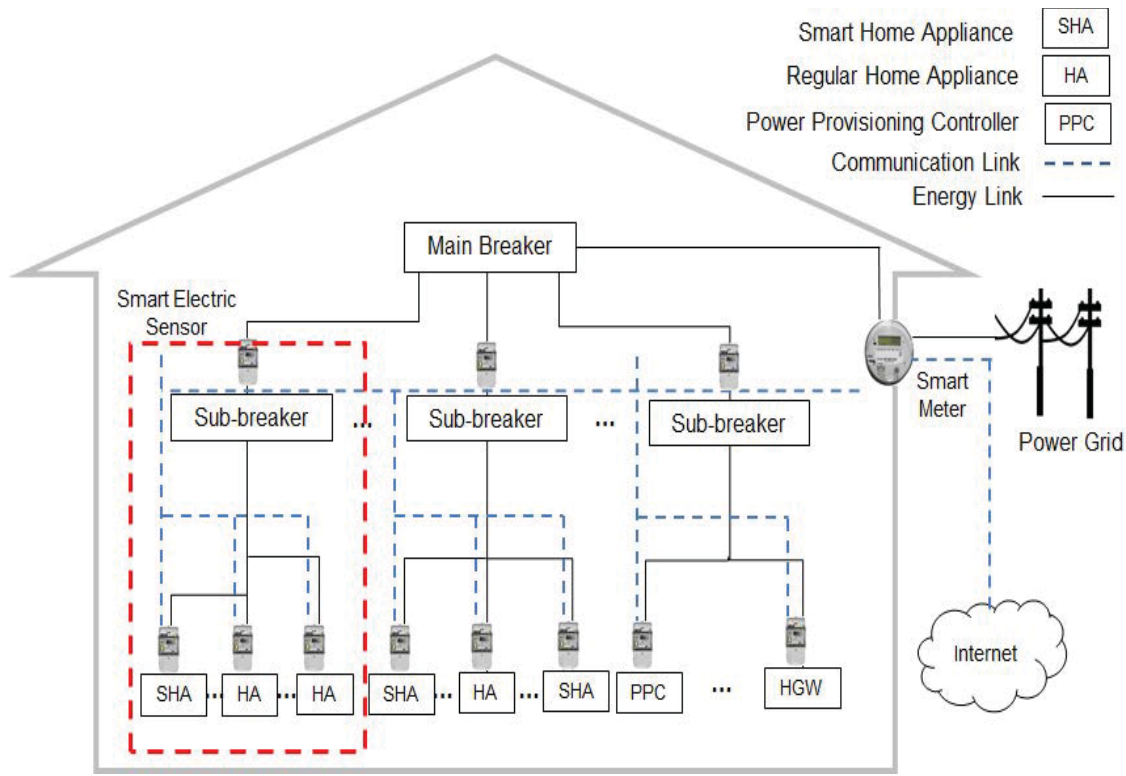 Smart Home Appliance SHA
Regular Home Appliance HA
Power Provisioning Controller PPC
Communication Link
Energy Link
Main Breaker
Smart Electric
Sensor
Sub-breaker ... Sub-breaker ... Sub-breaker
Smart
Meter
Power Grid
Internet
SHA ... HA ... HA SHA ... HA ... SHA PPC ... HGW